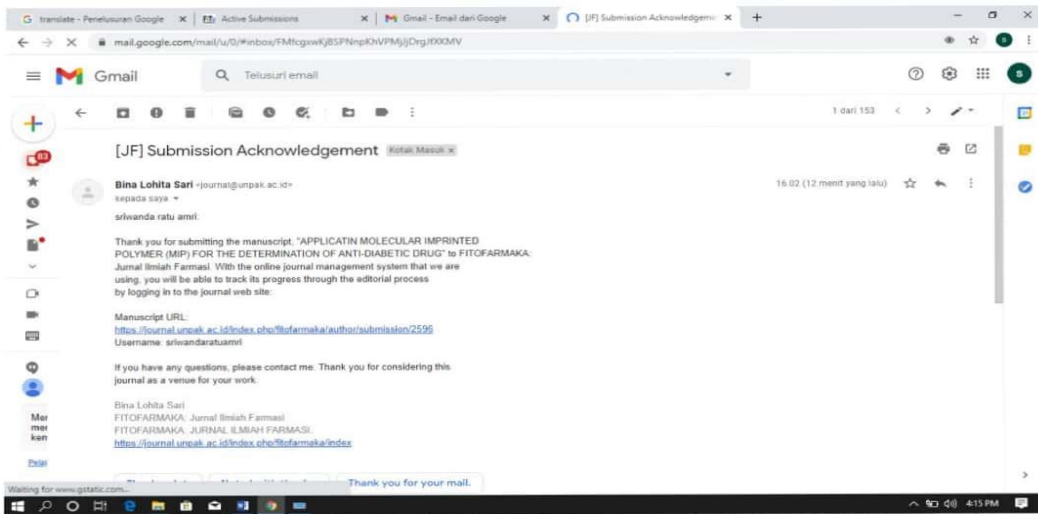 translate - Penelusuran Google
Active Submissions
Gmail - Email dari Google
[JF] Submission Acknowledgeme
mail.google.com/mail/u/0/#inbox/
Gmail
Telusuri email
S
1 dari 153
83
[JF] Submission Acknowledgement Kotak Masuk x
Bina Lohita Sari <journal@unpak.ac.id>
16.02 (12 menit yang lalu)
kepada saya
sriwanda ratu amri:
Thank you for submitting the manuscript, "APPLICATIN MOLECULAR IMPRINTED
POLYMER (MIP) FOR THE DETERMINATION OF ANTI-DIABETIC DRUG" to FITOFARMAKA:
Jurnal Ilmiah Farmasi. With the online journal management system that we are
using, you will be able to track its progress through the editorial process
by logging in to the journal web site:
Manuscript URL:
https://journal.unpak.ac.id/index.php/fitofarmaka/author/submission/2596
Username: sriwandaratuamri
If you have any questions, please contact me. Thank you for considering this
journal as a venue for your work.
Bina Lohita Sari
FITOFARMAKA: Jurnal Ilmiah Farmasi
FITOFARMAKA: JURNAL ILMIAH FARMASI.
https://journal.unpak.ac.id/index.php/fitofarmaka/index
Mer
mer
ken
Thank you for your mail.
Waiting for www.gstatic.com...
4:15 PM